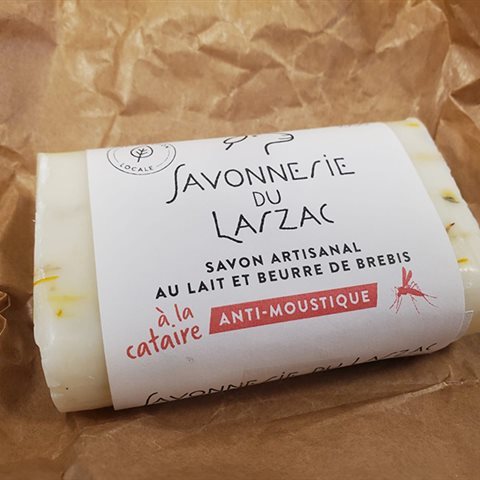 LOCALE
SAVONNERIE
DU
LARZAC
SAVON ARTISANAL
AU LAIT ET BEURRE DE BREBIS
à la
cataire
ANTI-MOUSTIQUE
SAVONNERIE DU LARZAC